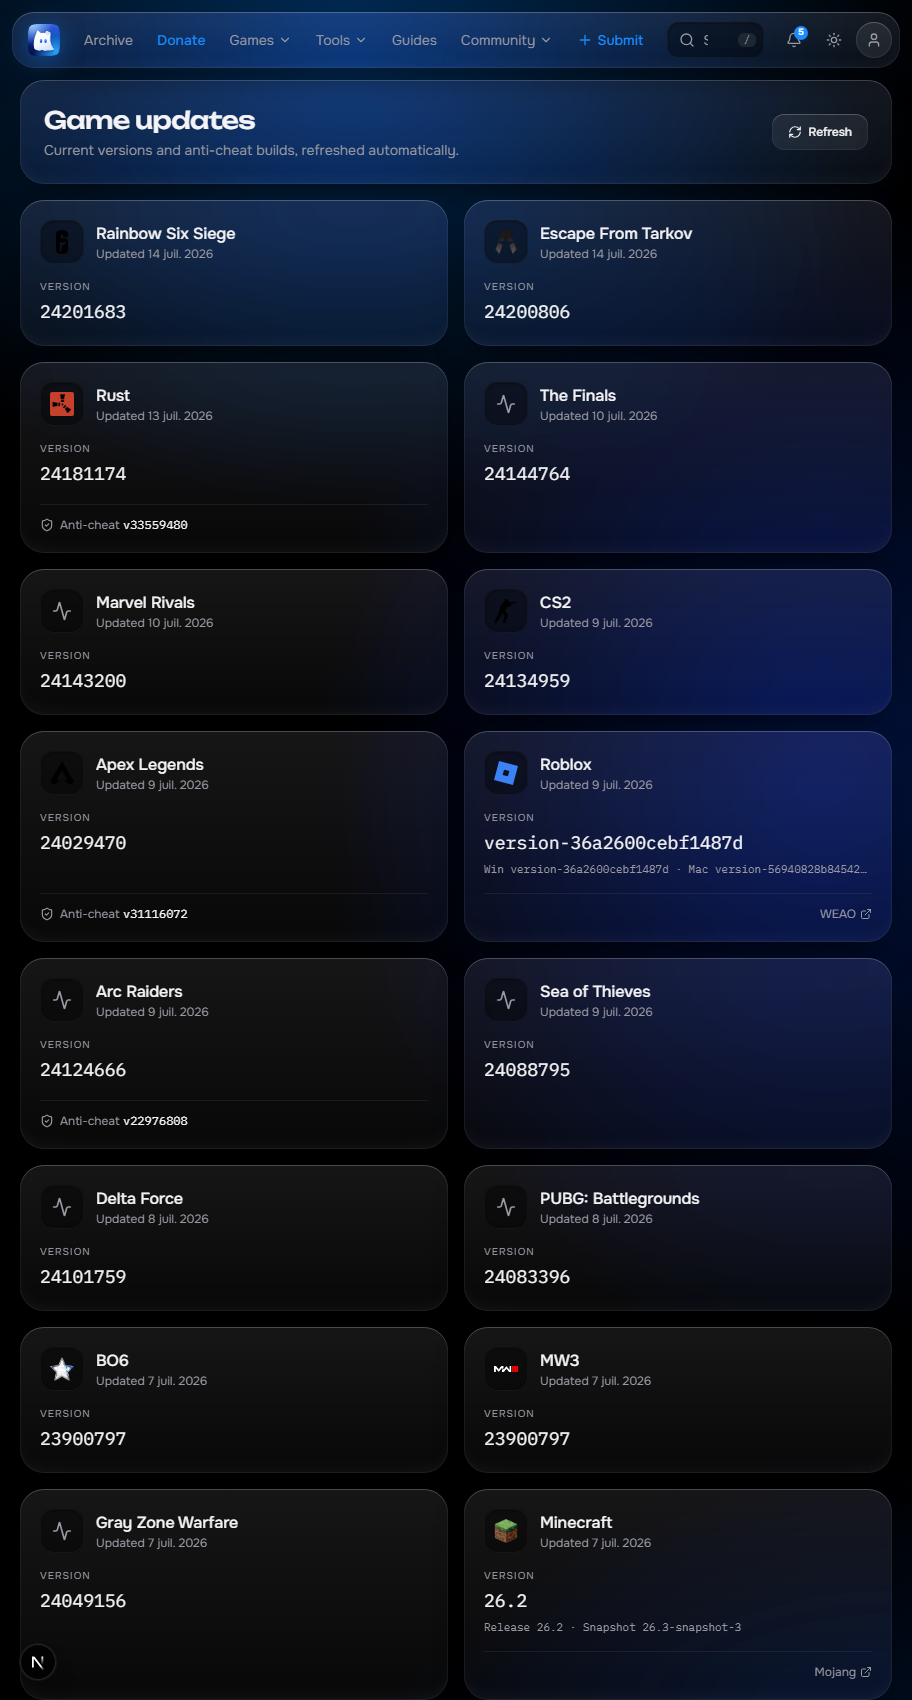 Archive Donate Games Tools Guides Community + Submit S / 5
Game updates
Current versions and anti-cheat builds, refreshed automatically.
Refresh
Rainbow Six Siege
Updated 14 juil. 2026
VERSION
24201683
Escape From Tarkov
Updated 14 juil. 2026
VERSION
24200806
Rust
Updated 13 juil. 2026
VERSION
24181174
Anti-cheat v33559480
The Finals
Updated 10 juil. 2026
VERSION
24144764
Marvel Rivals
Updated 10 juil. 2026
VERSION
24143200
CS2
Updated 9 juil. 2026
VERSION
24134959
Apex Legends
Updated 9 juil. 2026
VERSION
24029470
Anti-cheat v31116072
Roblox
Updated 9 juil. 2026
VERSION
version-36a2600cebf1487d
Win version-36a2600cebf1487d · Mac version-56940828b84542…
WEAO
Arc Raiders
Updated 9 juil. 2026
VERSION
24124666
Anti-cheat v22976808
Sea of Thieves
Updated 9 juil. 2026
VERSION
24088795
Delta Force
Updated 8 juil. 2026
VERSION
24101759
PUBG: Battlegrounds
Updated 8 juil. 2026
VERSION
24083396
BO6
Updated 7 juil. 2026
VERSION
23900797
MW3
Updated 7 juil. 2026
VERSION
23900797
Gray Zone Warfare
Updated 7 juil. 2026
VERSION
24049156
N
Minecraft
Updated 7 juil. 2026
VERSION
26.2
Release 26.2 · Snapshot 26.3-snapshot-3
Mojang